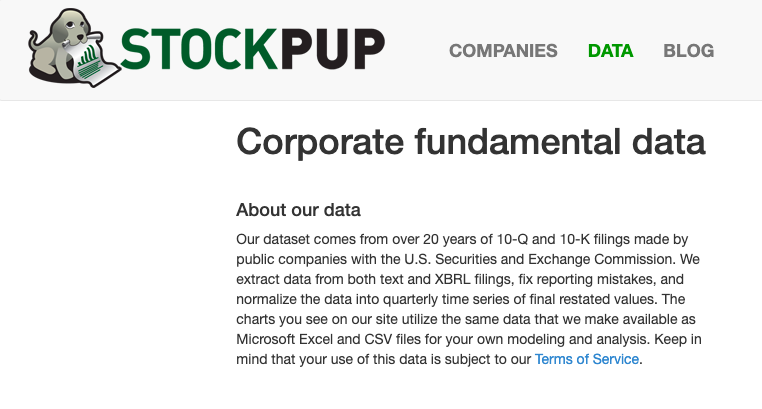 STOCKPUP
COMPANIES DATA BLOG
Corporate fundamental data
About our data
Our dataset comes from over 20 years of 10-Q and 10-K filings made by
public companies with the U.S. Securities and Exchange Commission. We
extract data from both text and XBRL filings, fix reporting mistakes, and
normalize the data into quarterly time series of final restated values. The
charts you see on our site utilize the same data that we make available as
Microsoft Excel and CSV files for your own modeling and analysis. Keep in
mind that your use of this data is subject to our Terms of Service.